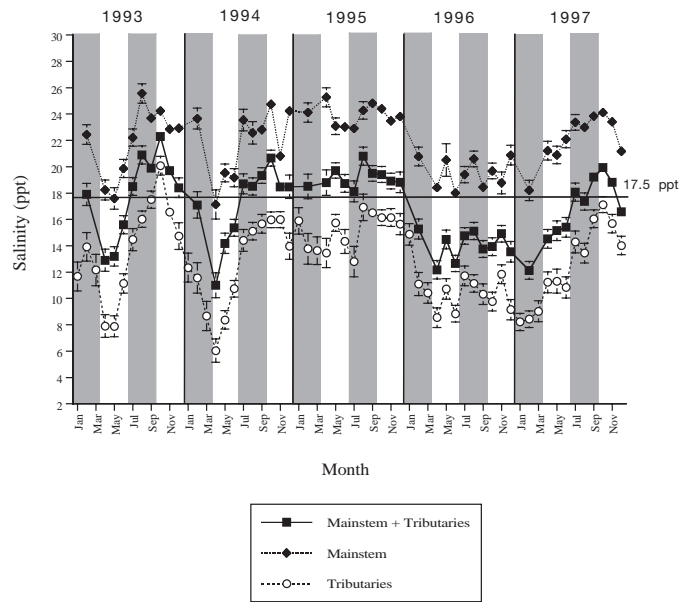 1993 1994 1995 1996 1997
30
28
26
24
22
20
18
16
14
12
10
8
6
4
2
Salinity (ppt)
17.5 ppt
Jan Mar May Jul Sep Nov Jan Mar May Jul Sep Nov Jan Mar May Jul Sep Nov Jan Mar May Jul Sep Nov Jan Mar May Jul Sep Nov
Month
Mainstem + Tributaries
Mainstem
Tributaries